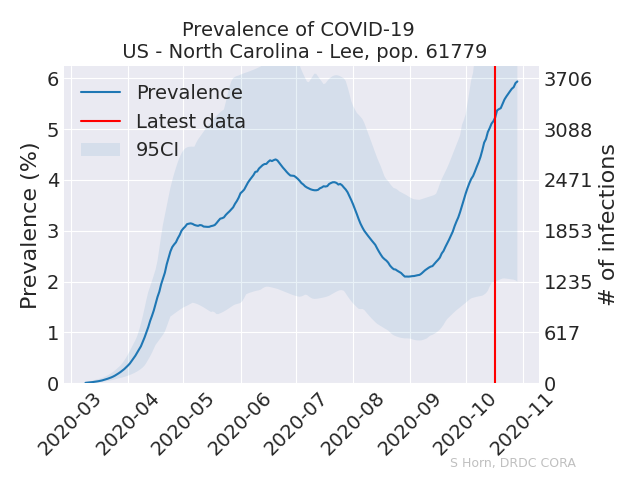 Prevalence of COVID-19
US - North Carolina - Lee, pop. 61779
Prevalence
Latest data
95CI
Prevalence (%)
6
5
4
3
2
1
0
# of infections
3706
3088
2471
1853
1235
617
0
2020-03
2020-04
2020-05
2020-06
2020-07
2020-08
2020-09
2020-10
2020-11
S Horn, DRDC CORA